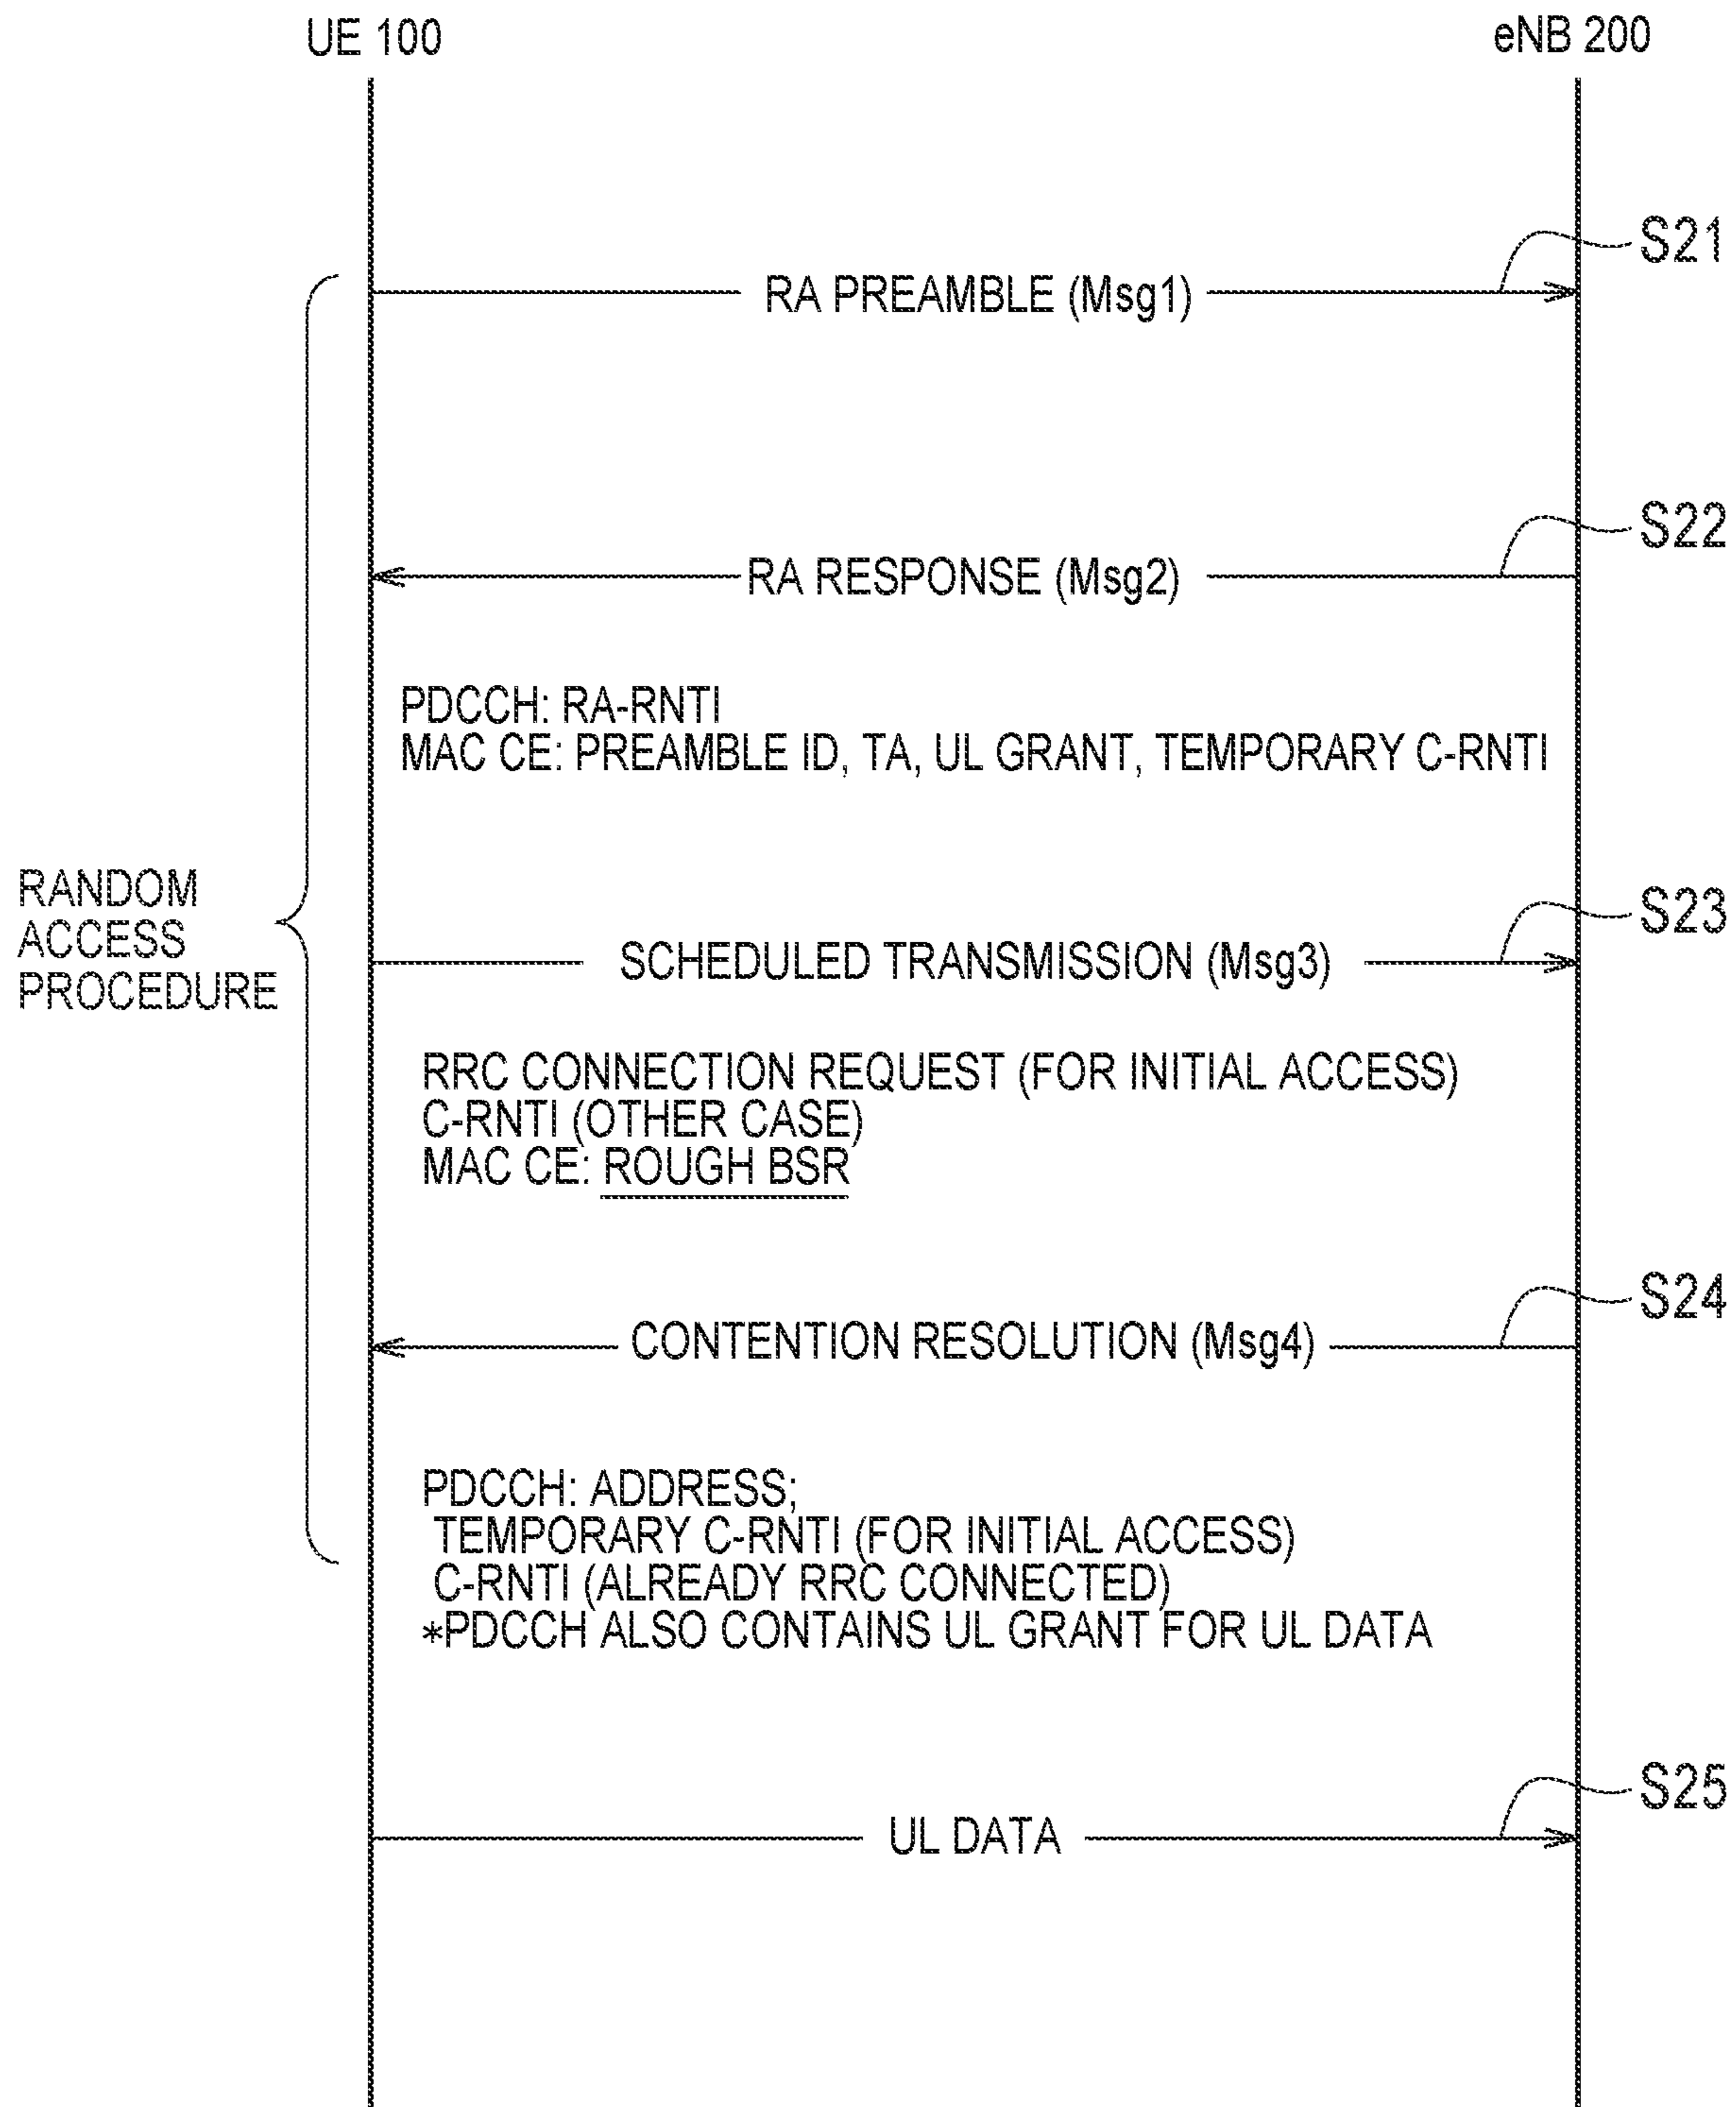 UE 100
eNB 200
S21
RA PREAMBLE (Msg1)
S22
RA RESPONSE (Msg2)
PDCCH: RA-RNTI
MAC CE: PREAMBLE ID, TA, UL GRANT, TEMPORARY C-RNTI
RANDOM
ACCESS
PROCEDURE
S23
SCHEDULED TRANSMISSION (Msg3)
RRC CONNECTION REQUEST (FOR INITIAL ACCESS)
C-RNTI (OTHER CASE)
MAC CE: ROUGH BSR
S24
CONTENTION RESOLUTION (Msg4)
PDCCH: ADDRESS;
TEMPORARY C-RNTI (FOR INITIAL ACCESS)
C-RNTI (ALREADY RRC CONNECTED)
*PDCCH ALSO CONTAINS UL GRANT FOR UL DATA
S25
UL DATA